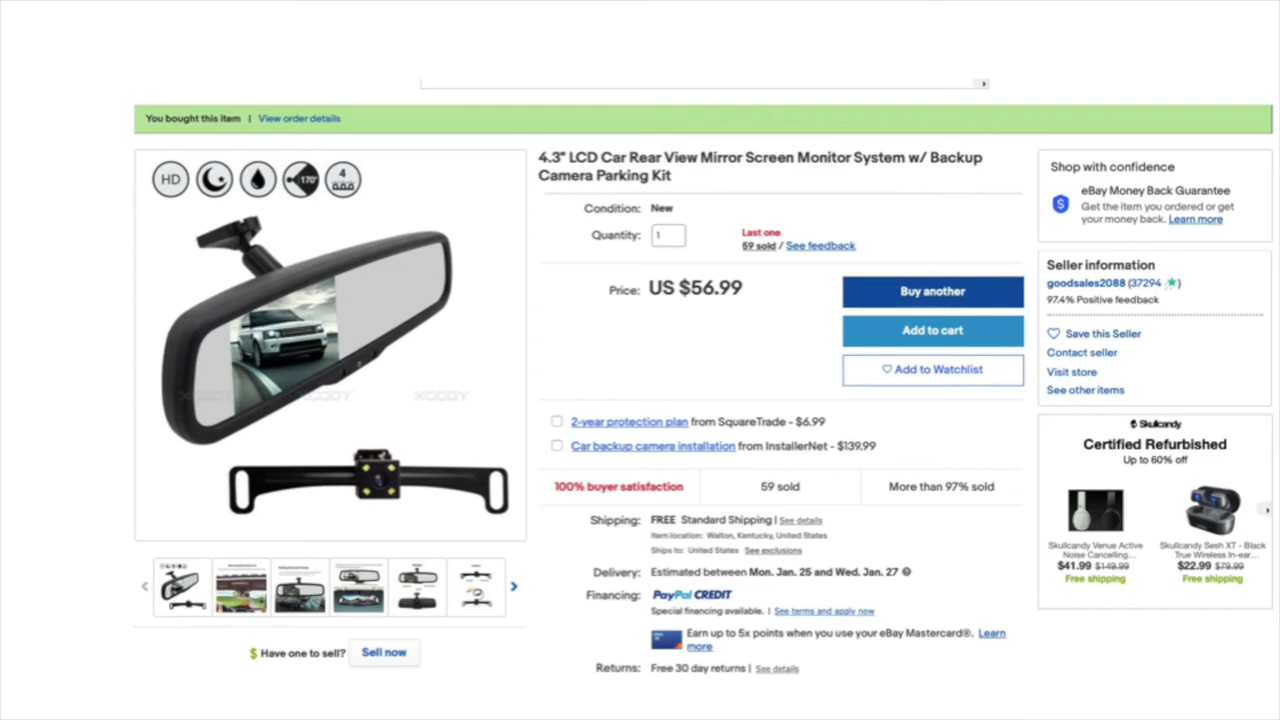 You bought this item | View order details
HD
170°
4
XGODY XGODY XGODY
4.3" LCD Car Rear View Mirror Screen Monitor System w/ Backup
Camera Parking Kit
Condition: New
Quantity: 1
Last one
59 sold / See feedback
Price: US $56.99
Buy another
Add to cart
Add to Watchlist
2-year protection plan from SquareTrade - $6.99
Car backup camera installation from InstallerNet - $139.99
100% buyer satisfaction
59 sold
More than 97% sold
Shipping: FREE Standard Shipping | See details
Item location: Walton, Kentucky, United States
Ships to: United States See exclusions
Delivery: Estimated between Mon. Jan. 25 and Wed. Jan. 27
Financing: PayPal CREDIT
Special financing available. | See terms and apply now
Earn up to 5x points when you use your eBay Mastercard®. Learn
more
Returns: Free 30 day returns | See details
$ Have one to sell? Sell now
Shop with confidence
eBay Money Back Guarantee
Get the item you ordered or get
your money back. Learn more
Seller information
goodsales2088 (37294)
97.4% Positive feedback
Save this Seller
Contact seller
Visit store
See other items
Skullcandy
Certified Refurbished
Up to 60% off
Skullcandy Venue Active
Noise Cancelling...
$41.99 $149.99
Free shipping
Skullcandy Sesh XT - Black
True Wireless In-ear...
$22.99 $79.99
Free shipping